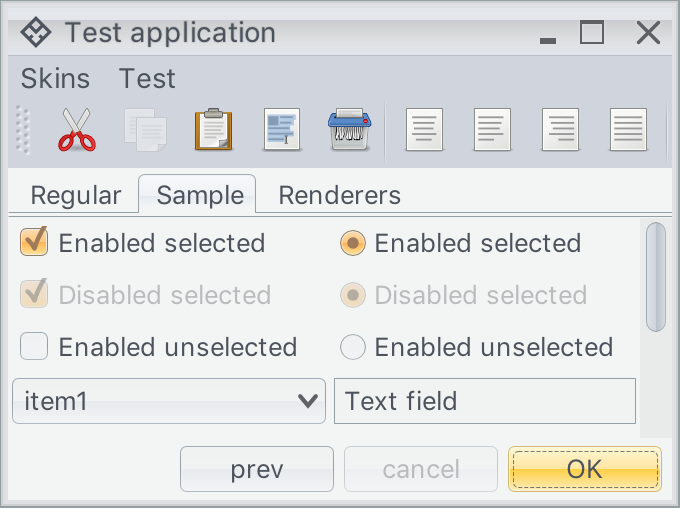 Test application
Skins Test
Regular Sample Renderers
Enabled selected Enabled selected
Disabled selected Disabled selected
Enabled unselected Enabled unselected
item1 Text field
prev cancel OK